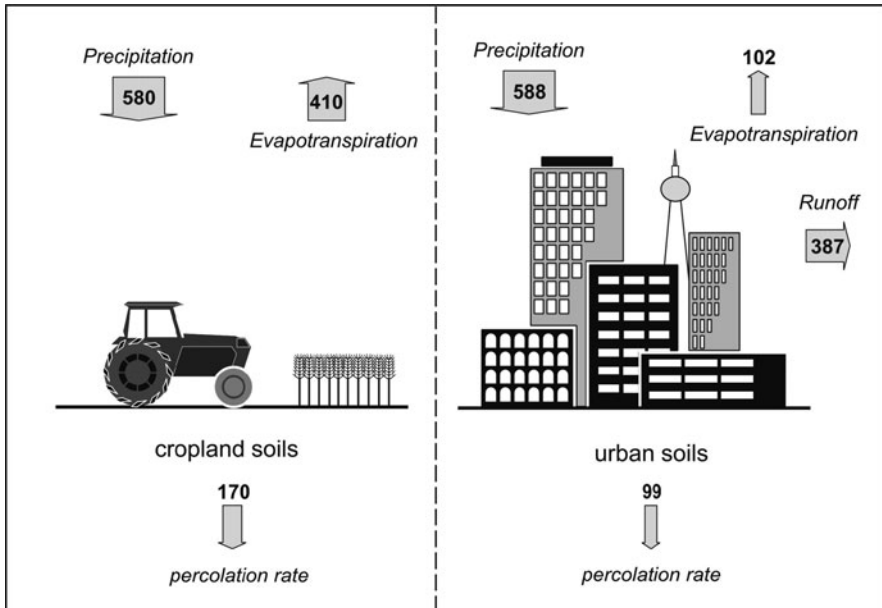 Precipitation
580
410
Evapotranspiration
cropland soils
170
percolation rate
Precipitation
588
102
Evapotranspiration
Runoff
387
urban soils
99
percolation rate